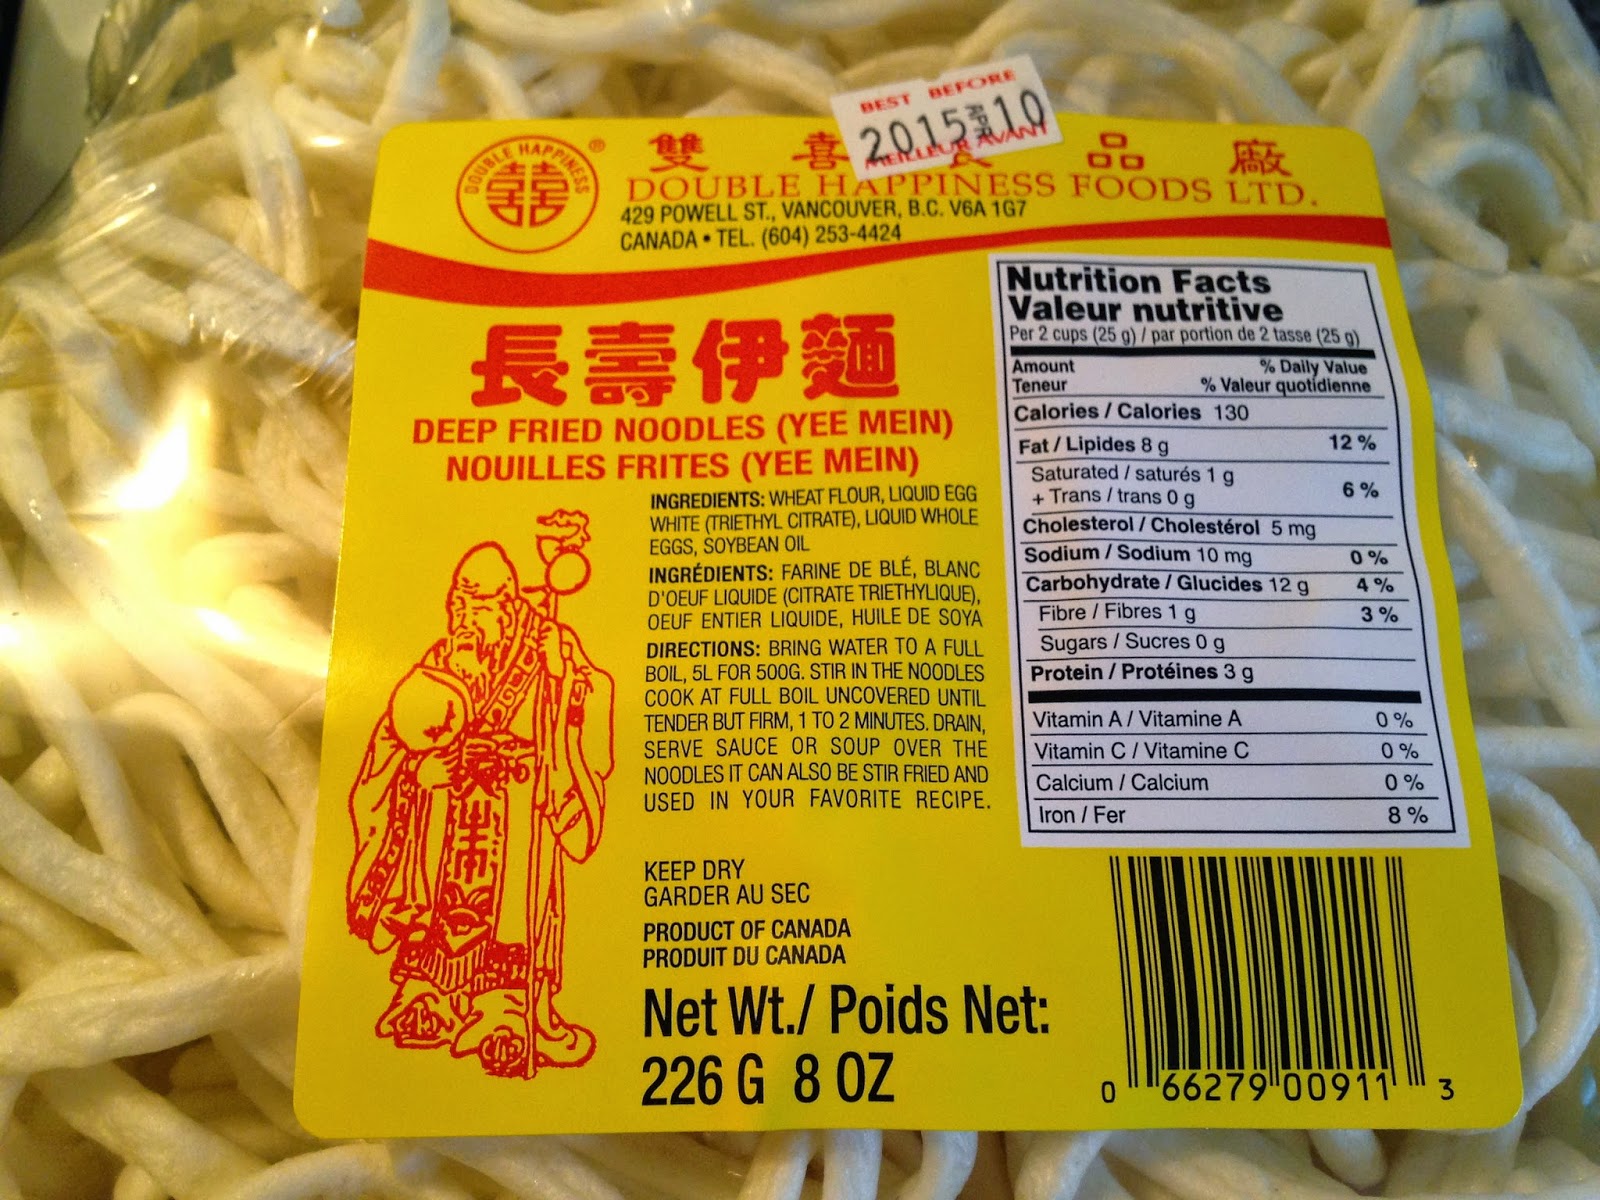 BEST BEFORE
2015 APR 10
MEILLEUR AVANT
DOUBLE HAPPINESS
囍
®
雙喜食品廠
DOUBLE HAPPINESS FOODS LTD.
429 POWELL ST., VANCOUVER, B.C. V6A 1G7
CANADA • TEL. (604) 253-4424
長壽伊麵
DEEP FRIED NOODLES (YEE MEIN)
NOUILLES FRITES (YEE MEIN)
INGREDIENTS: WHEAT FLOUR, LIQUID EGG
WHITE (TRIETHYL CITRATE), LIQUID WHOLE
EGGS, SOYBEAN OIL
INGRÉDIENTS: FARINE DE BLÉ, BLANC
D'OEUF LIQUIDE (CITRATE TRIETHYLIQUE),
OEUF ENTIER LIQUIDE, HUILE DE SOYA
DIRECTIONS: BRING WATER TO A FULL
BOIL, 5L FOR 500G. STIR IN THE NOODLES
COOK AT FULL BOIL UNCOVERED UNTIL
TENDER BUT FIRM, 1 TO 2 MINUTES. DRAIN,
SERVE SAUCE OR SOUP OVER THE
NOODLES IT CAN ALSO BE STIR FRIED AND
USED IN YOUR FAVORITE RECIPE.
KEEP DRY
GARDER AU SEC
PRODUCT OF CANADA
PRODUIT DU CANADA
Net Wt./ Poids Net:
226 G 8 OZ
Nutrition Facts
Valeur nutritive
Per 2 cups (25 g) / par portion de 2 tasse (25 g)
Amount % Daily Value
Teneur % Valeur quotidienne
Calories / Calories 130
Fat / Lipides 8 g 12 %
Saturated / saturés 1 g
+ Trans / trans 0 g 6 %
Cholesterol / Cholestérol 5 mg
Sodium / Sodium 10 mg 0 %
Carbohydrate / Glucides 12 g 4 %
Fibre / Fibres 1 g 3 %
Sugars / Sucres 0 g
Protein / Protéines 3 g
Vitamin A / Vitamine A 0 %
Vitamin C / Vitamine C 0 %
Calcium / Calcium 0 %
Iron / Fer 8 %
0 66279 00911 3